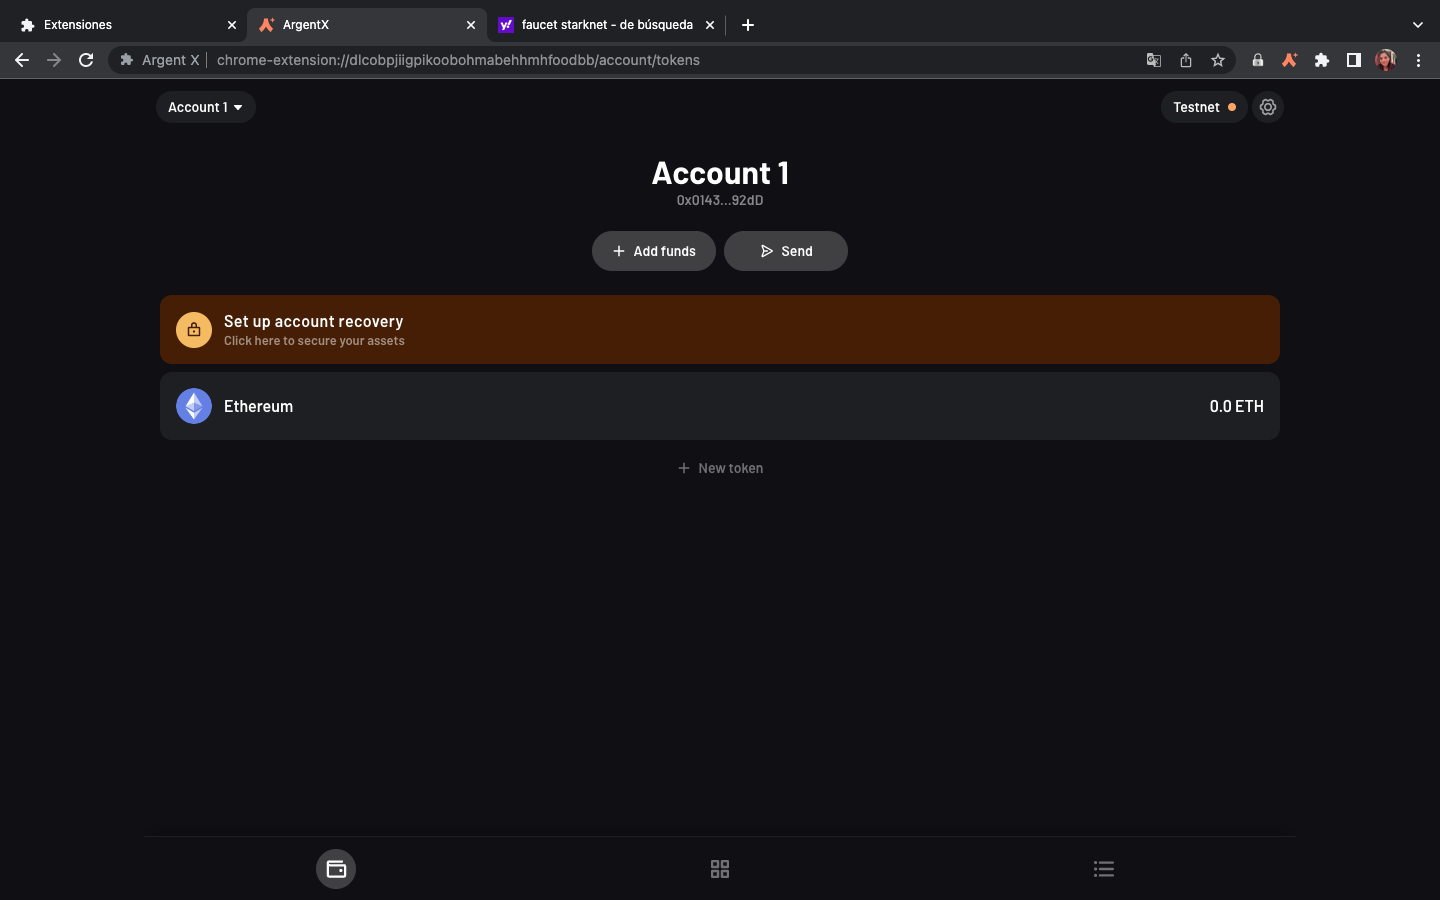 Extensiones
ArgentX
faucet starknet - de búsqueda
Argent X
chrome-extension://dlcobpjiigpikoobohmabehhmhfoodbb/account/tokens
Account 1
Testnet
Account 1
0x0143...92dD
Add funds
Send
Set up account recovery
Click here to secure your assets
Ethereum
0.0 ETH
New token